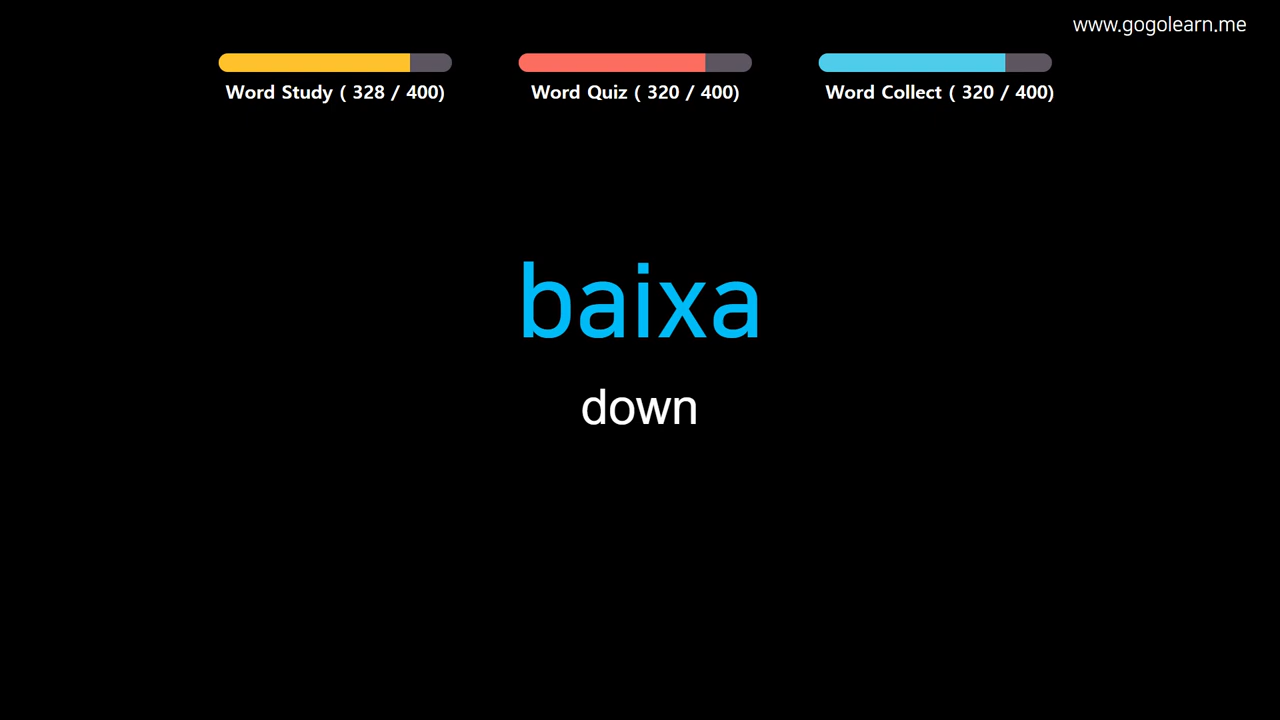 www.gogolearn.me
Word Study ( 328 / 400)
Word Quiz ( 320 / 400)
Word Collect ( 320 / 400)
baixa
down